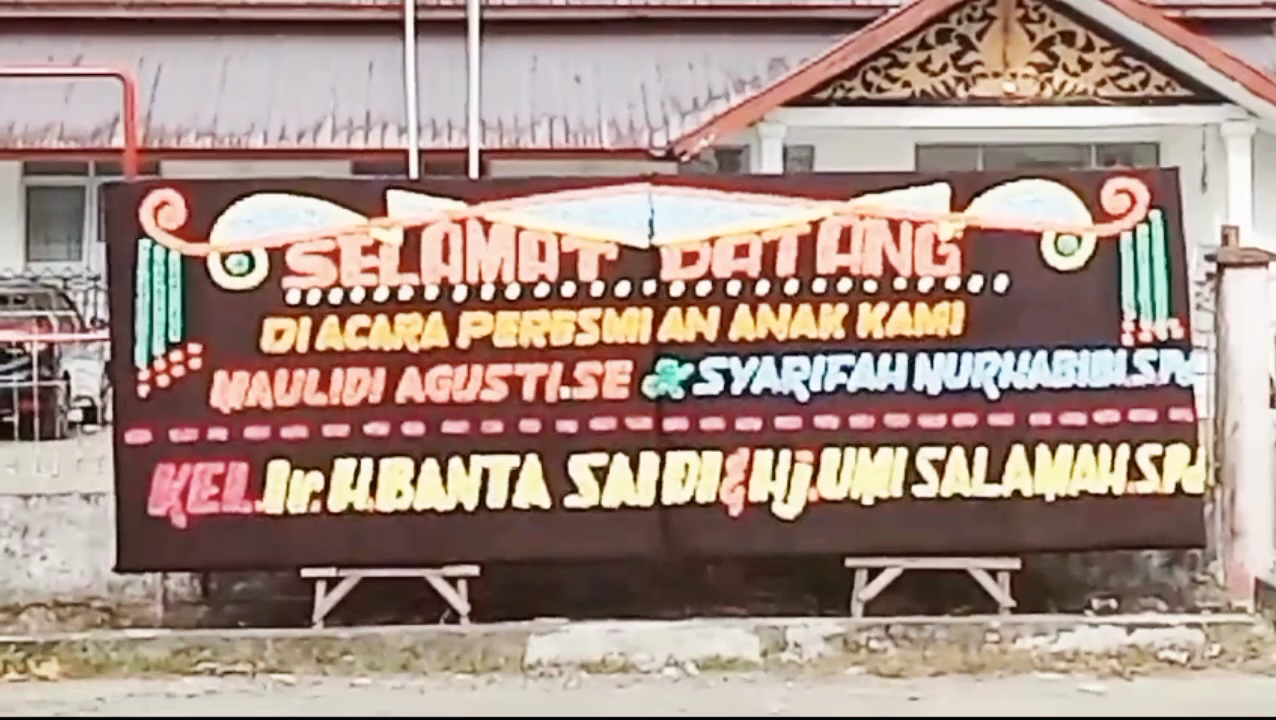 SELAMAT DATANG
DI ACARA PERESMIAN ANAK KAMI
MAULIDI AGUSTI.SE & SYARIFAH NURHABIBI.SPd
KEL.Ir.H.BANTA SAIDI & Hj.UMI SALAMAH.SPd